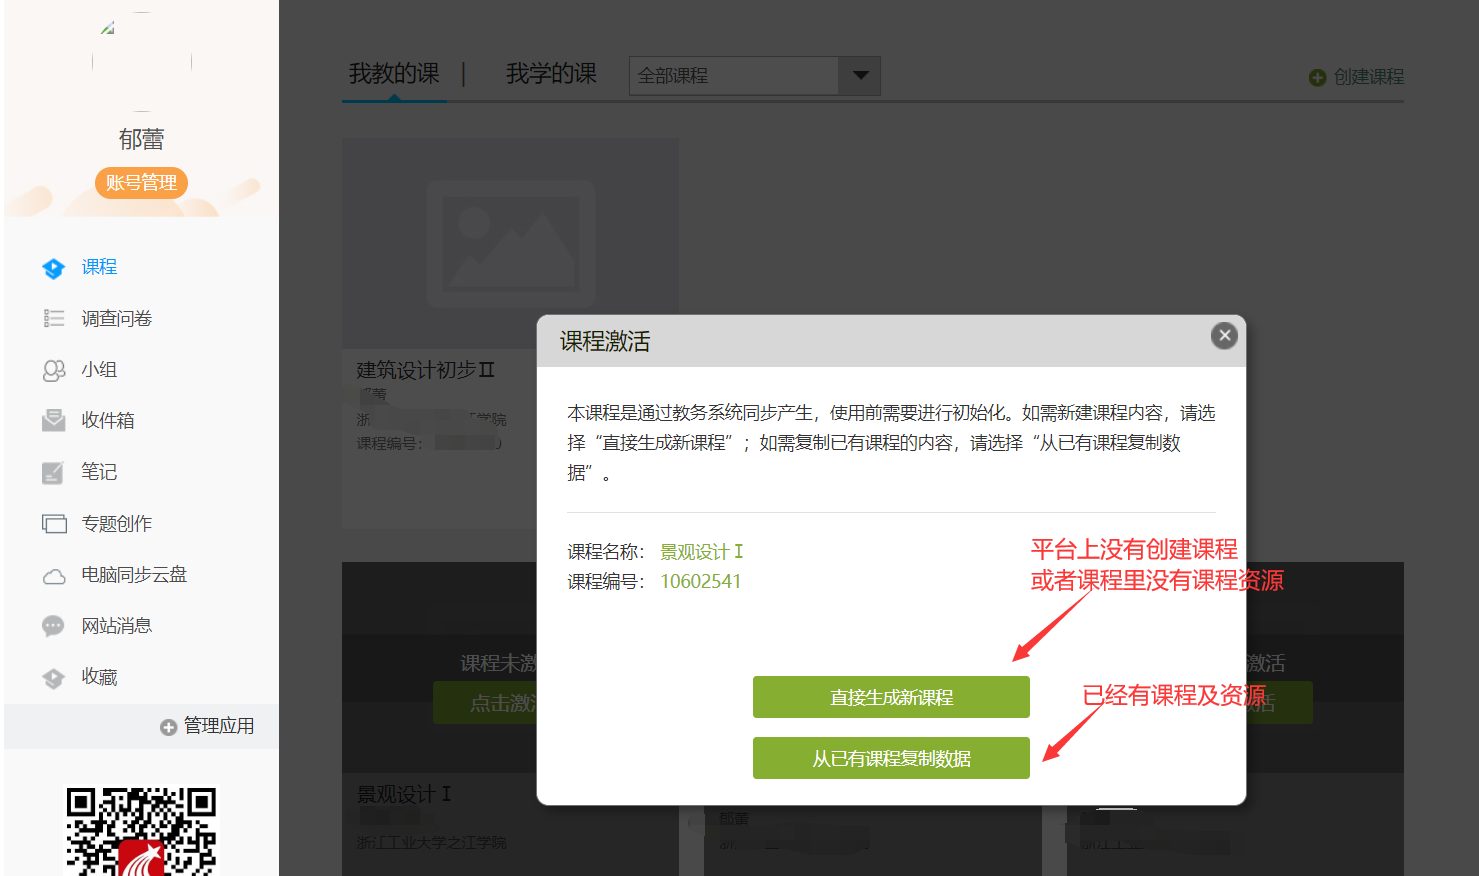 郁蕾
账号管理
课程
调查问卷
小组
收件箱
笔记
专题创作
电脑同步云盘
网站消息
收藏
管理应用
我教的课 |
我学的课
全部课程
创建课程
建筑设计初步Ⅱ
学院
课程编号：
课程激活
本课程是通过教务系统同步产生，使用前需要进行初始化。如需新建课程内容，请选
择“直接生成新课程”；如需复制已有课程的内容，请选择“从已有课程复制数
据”。
课程名称： 景观设计Ⅰ
课程编号： 10602541
平台上没有创建课程
或者课程里没有课程资源
直接生成新课程
已经有课程及资源
从已有课程复制数据
课程未激
点击激
激活
活
景观设计Ⅰ
浙江工业大学之江学院
郁蕾
浙江工业